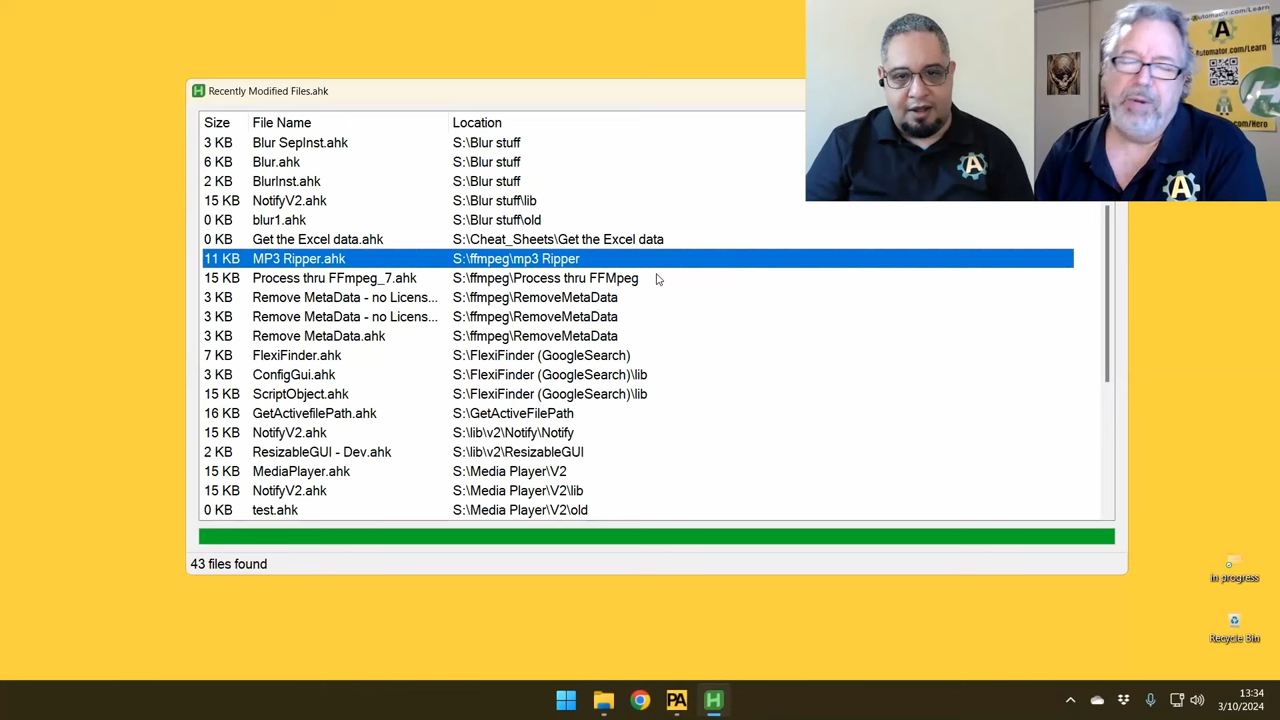 Recently Modified Files.ahk
Size File Name Location
3 KB Blur SepInst.ahk S:\Blur stuff
6 KB Blur.ahk S:\Blur stuff
2 KB BlurInst.ahk S:\Blur stuff
15 KB NotifyV2.ahk S:\Blur stuff\lib
0 KB blur1.ahk S:\Blur stuff\old
0 KB Get the Excel data.ahk S:\Cheat_Sheets\Get the Excel data
11 KB MP3 Ripper.ahk S:\ffmpeg\mp3 Ripper
15 KB Process thru FFmpeg_7.ahk S:\ffmpeg\Process thru FFMpeg
3 KB Remove MetaData - no Licens... S:\ffmpeg\RemoveMetaData
3 KB Remove MetaData - no Licens... S:\ffmpeg\RemoveMetaData
3 KB Remove MetaData.ahk S:\ffmpeg\RemoveMetaData
7 KB FlexiFinder.ahk S:\FlexiFinder (GoogleSearch)
3 KB ConfigGui.ahk S:\FlexiFinder (GoogleSearch)\lib
15 KB ScriptObject.ahk S:\FlexiFinder (GoogleSearch)\lib
16 KB GetActivefilePath.ahk S:\GetActiveFilePath
15 KB NotifyV2.ahk S:\lib\v2\Notify\Notify
2 KB ResizableGUI - Dev.ahk S:\lib\v2\ResizableGUI
15 KB MediaPlayer.ahk S:\Media Player\V2
15 KB NotifyV2.ahk S:\Media Player\V2\lib
0 KB test.ahk S:\Media Player\V2\old
43 files found
A
Automator.com/Learn
.com/Hero
A
A
In progress
Recycle Bin
PA
H
13:34
3/10/2024